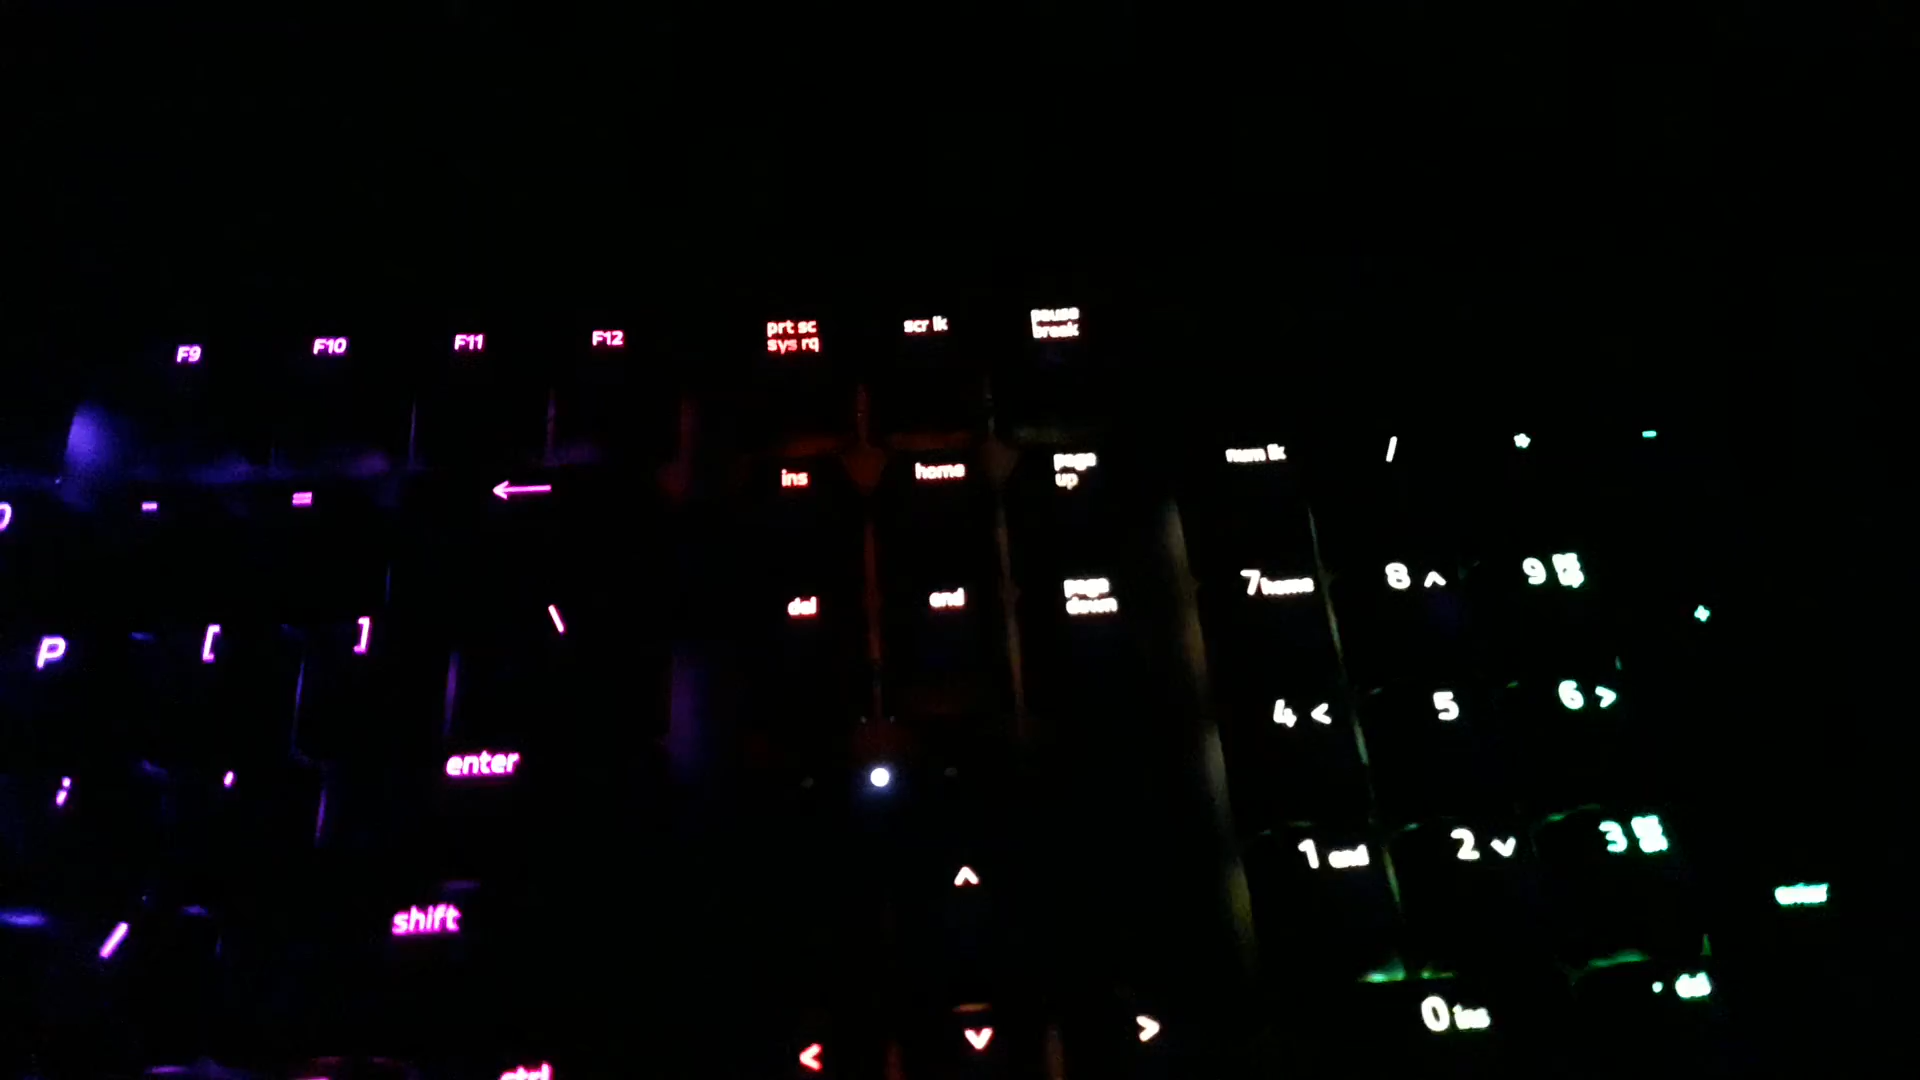 F9 F10 F11 F12 prt sc scr lk pause
sys rq break
- = ← ins home page num lk / * -
up
P [ ] \ del end page 7 home 8 ^ 9 +
down
4 < 5 6 >
; ' enter
1 end 2 v 3
/ shift ^ enter
0 ins . del
ctrl < v >